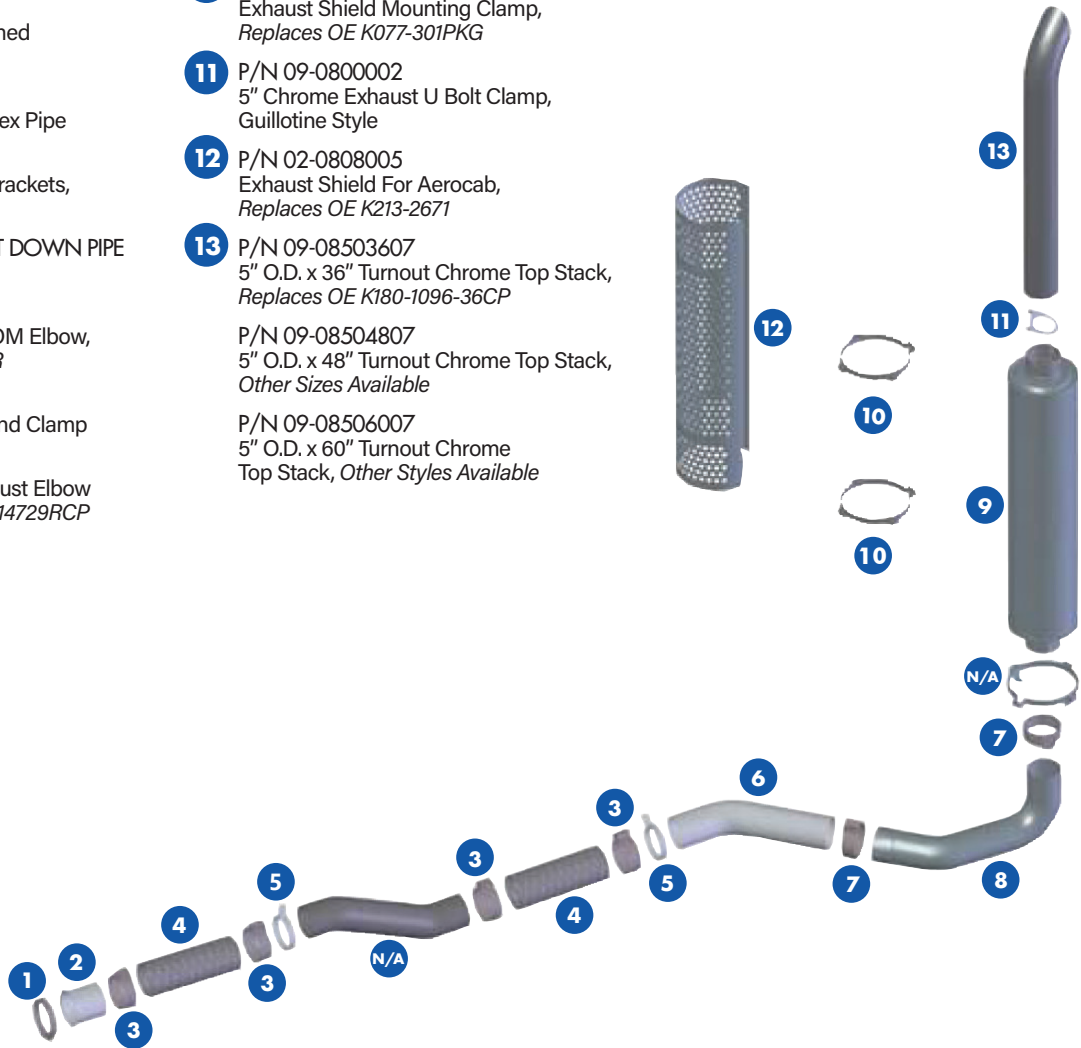 ned
ex Pipe
rackets,
T DOWN PIPE
OM Elbow,
nd Clamp
ust Elbow
14729RCP
Exhaust Shield Mounting Clamp,
Replaces OE K077-301PKG
11 P/N 09-0800002
5" Chrome Exhaust U Bolt Clamp,
Guillotine Style
12 P/N 02-0808005
Exhaust Shield For Aerocab,
Replaces OE K213-2671
13 P/N 09-08503607
5" O.D. x 36" Turnout Chrome Top Stack,
Replaces OE K180-1096-36CP
P/N 09-08504807
5" O.D. x 48" Turnout Chrome Top Stack,
Other Sizes Available
P/N 09-08506007
5" O.D. x 60" Turnout Chrome
Top Stack, Other Styles Available
13
11
12
10
9
10
N/A
7
6
3
3
5
7
8
5
4
4
N/A
3
2
1
3